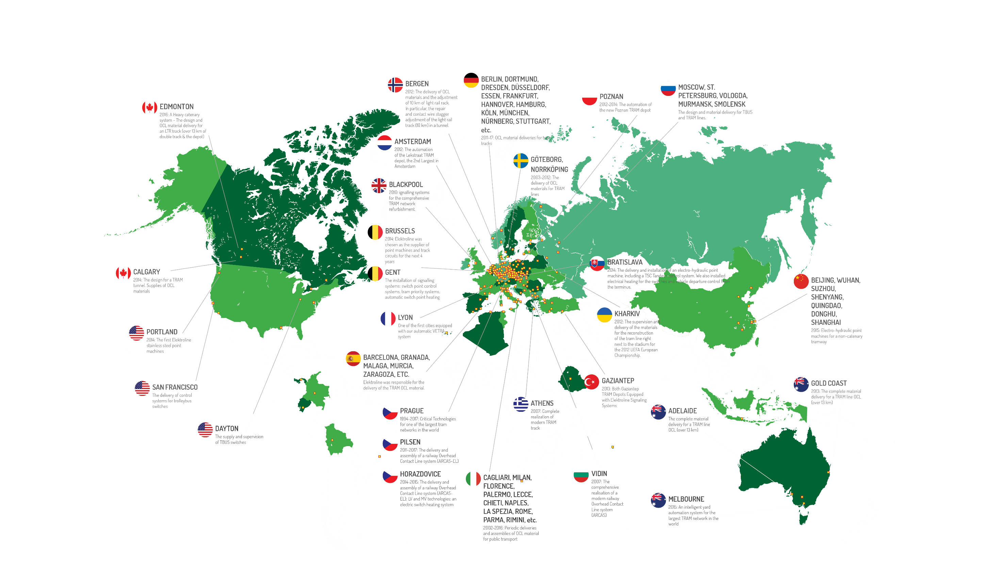 EDMONTON
2016: A Heavy catenary
system - The design and
OCL material delivery for
an LTR track (over 13 km of
double track & the depot)
CALGARY
2014: The design for a TRAM
tunnel. Supplies of OCL
materials
PORTLAND
2014: The first Elektroline
stainless steel point
machines
SAN FRANCISCO
The delivery of control
systems for trolleybus
switches
DAYTON
The supply and supervision
of TBUS switches
BERGEN
2012: The delivery of OCL
materials and the adjustment
of 10 km of light rail rack.
In particular, the repair
and contact wire stagger
adjustment of the light rail
track (10 km) in a tunnel.
AMSTERDAM
2012: The automation
of the Lekstraat TRAM
depot, the 2nd Largest in
Amsterdam
BLACKPOOL
2010: ignalling systems
for the comprehensive
TRAM network
refurbishment.
BRUSSELS
2014: Elektroline was
chosen as the supplier of
point machines and track
circuits for the next 4
years
GENT
The installation of signalling
systems: switch point control
systems, tram priority systems,
automatic switch point heating
LYON
One of the first cities equipped
with our automatic VETRA
system
BARCELONA, GRANADA,
MALAGA, MURCIA,
ZARAGOZA, ETC.
Elektroline was responsible for the
delivery of the TRAM OCL material.
PRAGUE
1994-2017: Critical Technologies
for one of the largest tram
networks in the world
PILSEN
2011-2017: The delivery and
assembly of a railway Overhead
Contact Line system (ARCAS-EL)
HORAZDOVICE
2014-2015: The delivery and
assembly of a railway Overhead
Contact Line system (ARCAS-
EL); LV and MV technologies; an
electric switch heating system
BERLIN, DORTMUND,
DRESDEN, DÜSSELDORF,
ESSEN, FRANKFURT,
HANNOVER, HAMBURG,
KÖLN, MÜNCHEN,
NÜRNBERG, STUTTGART,
etc.
2011-17: OCL material deliveries for tram
tracks
GÖTEBORG,
NORRKÖPING
2003-2012: The
delivery of OCL
materials for TRAM
lines
POZNAN
2012-2014: The automation of
the new Poznan TRAM depot
MOSCOW, ST.
PETERSBURG, VOLOGDA,
MURMANSK, SMOLENSK
The design and material delivery for TBUS
and TRAM lines.
BRATISLAVA
2014: The delivery and installation of an electro-hydraulic point
machine, including a TSC Tandem control system. We also installed
electrical heating for the switches and vehicle departure control from
the terminus.
KHARKIV
2012: The supervision and
delivery of the materials
for the reconstruction
of the tram line right
next to the stadium for
the 2012 UEFA European
Championship.
BEIJING, WUHAN,
SUZHOU,
SHENYANG,
QUINGDAO,
DONGHU,
SHANGHAI
2015: Electro-hydraulic point
machines for a non-catenary
tramway
GAZIANTEP
2013: Both Gaziantep
TRAM Depots Equipped
with Elektroline Signaling
Systems
ATHENS
2007: Complete
realization of
modern TRAM
track
CAGLIARI, MILAN,
FLORENCE,
PALERMO, LECCE,
CHIETI, NAPLES,
LA SPEZIA, ROME,
PARMA, RIMINI, etc.
2002-2016: Periodic deliveries
and assemblies of OCL material
for public transport
VIDIN
2007: The
comprehensive
realisation of a
modern railway
Overhead Contact
Line system
(ARCAS)
ADELAIDE
The complete material
delivery for a TRAM line
OCL (over 13 km)
GOLD COAST
2013: The complete material
delivery for a TRAM line OCL
(over 13 km)
MELBOURNE
2015: An intelligent yard
automation system for the
largest TRAM network in the
world